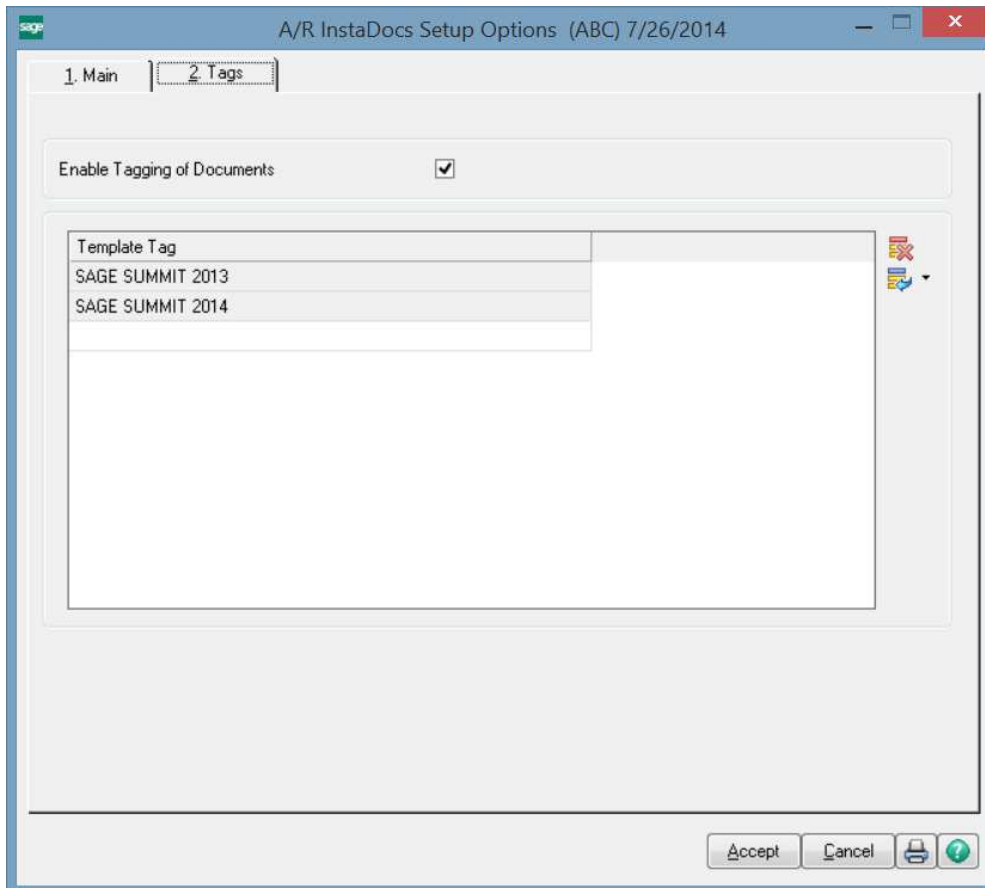 sage
A/R InstaDocs Setup Options (ABC) 7/26/2014
1. Main
2. Tags
Enable Tagging of Documents
Template Tag
SAGE SUMMIT 2013
SAGE SUMMIT 2014
Accept
Cancel
?